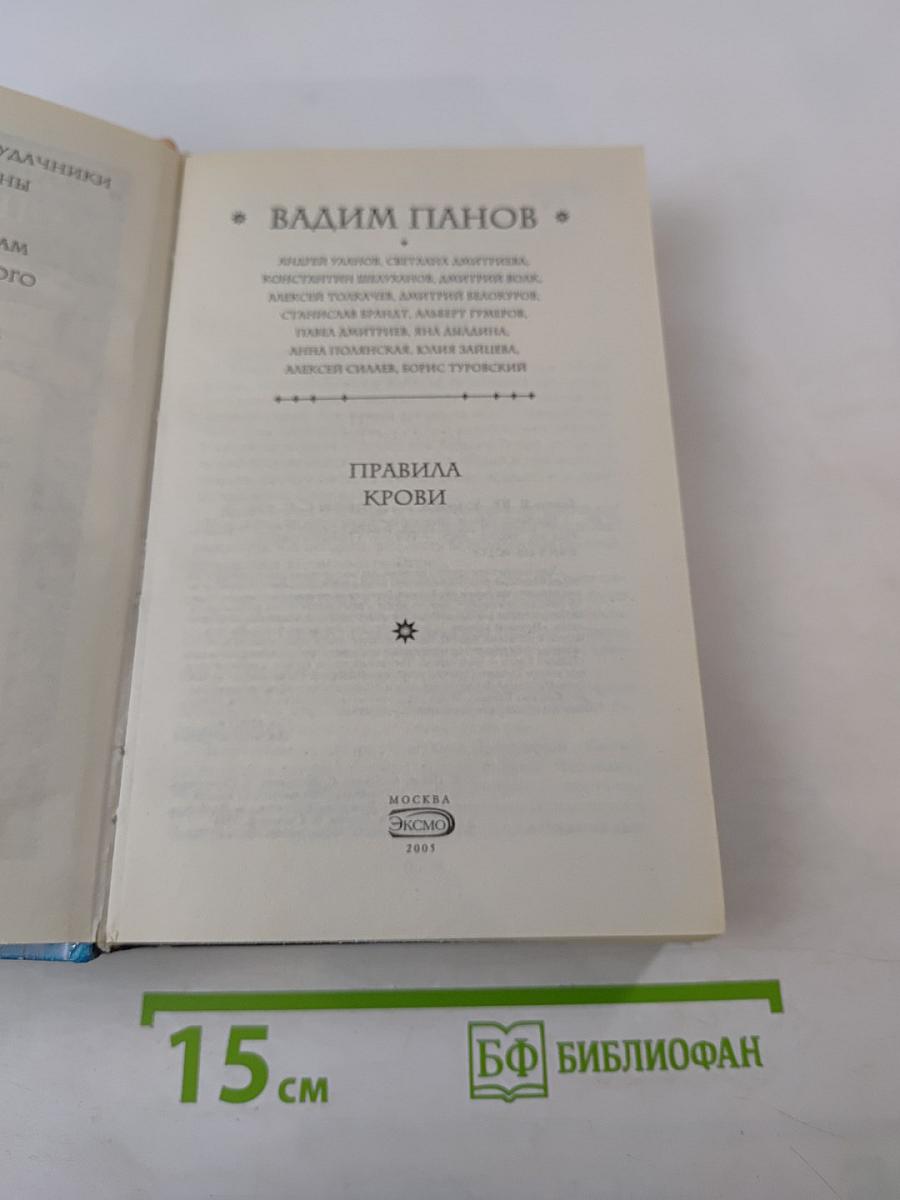 УДАЧНИКИ
НЫ
АМ
ОГО
ВАДИМ ПАНОВ
АНДРЕЙ УЛАНОВ, СВЕТЛАНА ДМИТРИЕВА,
КОНСТАНТИН ШЕЛУХАНОВ, ДМИТРИЙ ВОЛК,
АЛЕКСЕЙ ТОЛКАЧЕВ, ДМИТРИЙ БЕЛОКУРОВ,
СТАНИСЛАВ БРАНДТ, АЛЬБЕРТ ГУМЕРОВ,
ПАВЕЛ ДМИТРИЕВ, ЯНА АЛАДИНА,
АННА ПОЛЯНСКАЯ, ЮЛИЯ ЗАЙЦЕВА,
АЛЕКСЕЙ СИЛАЕВ, БОРИС ТУРОВСКИЙ
ПРАВИЛА
КРОВИ
МОСКВА
ЭКСМО
2005
15 см
БФ БИБЛИОФАН